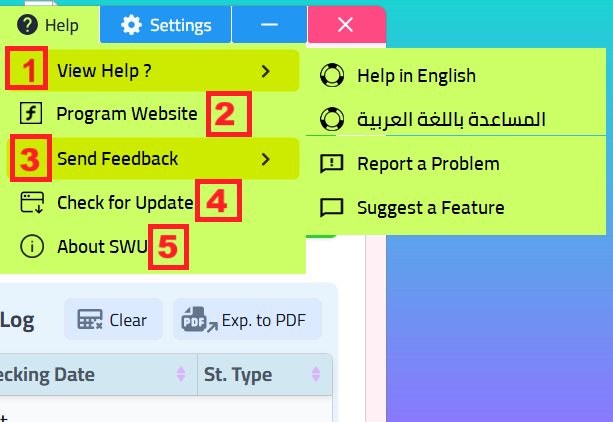 Help
Settings
1 View Help ?
Program Website 2
3 Send Feedback
Check for Update 4
About SWU 5
Help in English
المساعدة باللغة العربية
Report a Problem
Suggest a Feature
Log
Clear
PDF Exp. to PDF
ecking Date
St. Type